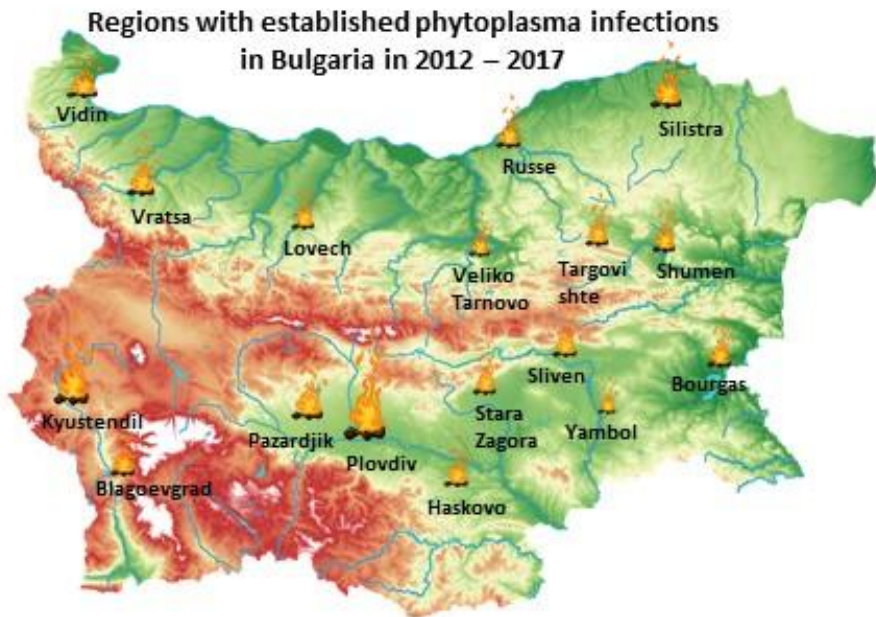 Regions with established phytoplasma infections
in Bulgaria in 2012 – 2017
Vidin
Silistra
Russe
Vratsa
Lovech
Veliko
Tarnovo
Targovi
shte
Shumen
Sliven
Bourgas
Kyustendil
Pazardjik
Plovdiv
Stara
Zagora
Yambol
Blagoevgrad
Haskovo